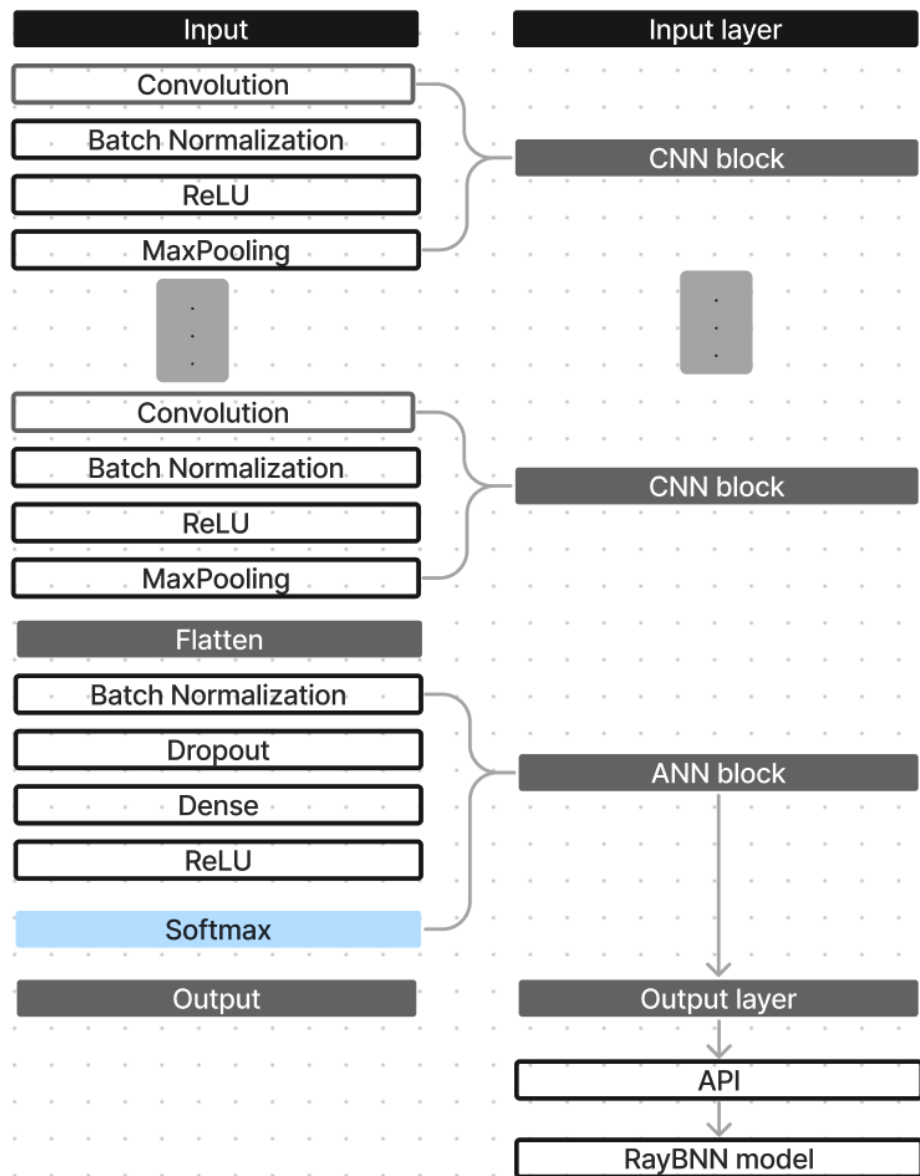 Input
Input layer
Convolution
Batch Normalization
CNN block
ReLU
MaxPooling
.
.
.
.
.
.
Convolution
Batch Normalization
CNN block
ReLU
MaxPooling
Flatten
Batch Normalization
Dropout
ANN block
Dense
ReLU
Softmax
Output
Output layer
API
RayBNN model